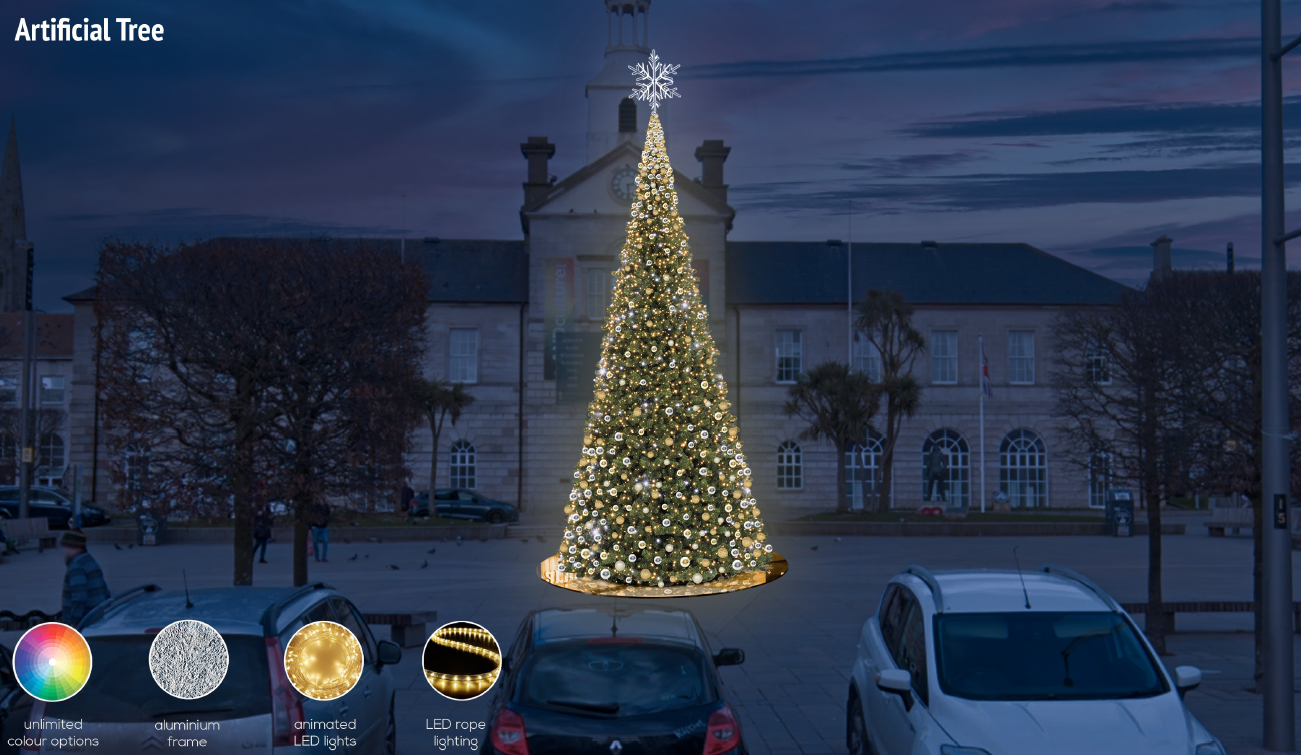 Artificial Tree
unlimited
colour options
aluminium
frame
animated
LED lights
LED rope
lighting